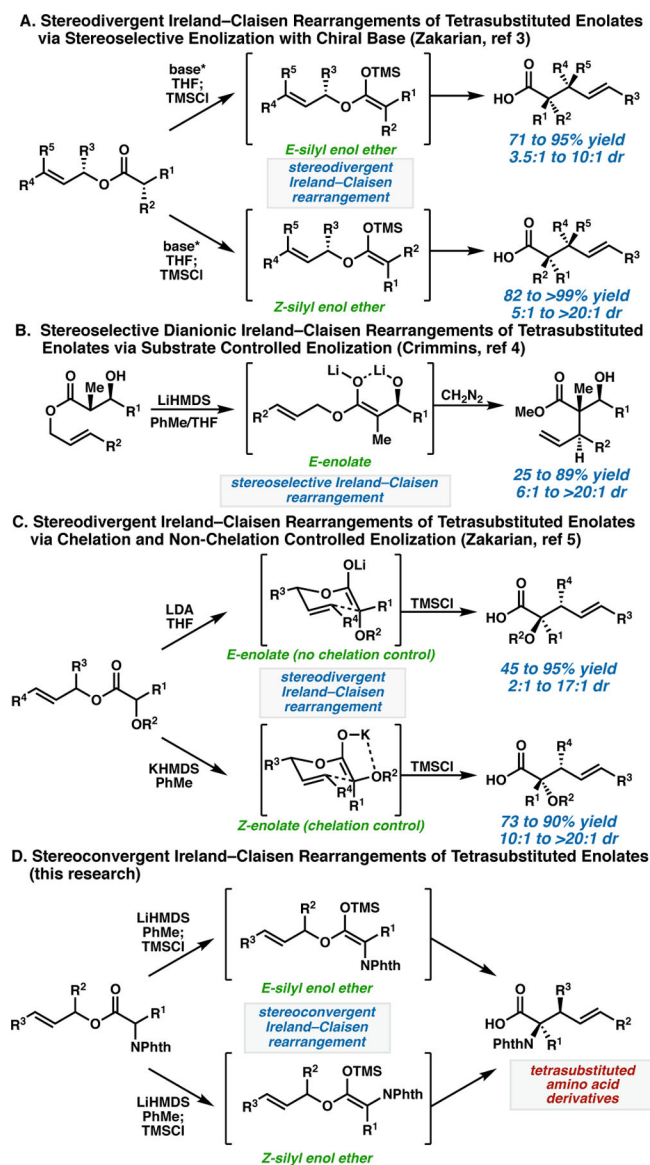 A. Stereodivergent Ireland–Claisen Rearrangements of Tetrasubstituted Enolates
via Stereoselective Enolization with Chiral Base (Zakarian, ref 3)
base*
THF;
TMSCl
R⁵ R³ OTMS
R⁴ O R¹
R²
E-silyl enol ether
O R⁴ R⁵
HO R³
R¹ R²
71 to 95% yield
3.5:1 to 10:1 dr
R⁵ R³ O
R⁴ O R¹
R²
stereodivergent
Ireland–Claisen
rearrangement
base*
THF;
TMSCl
R⁵ R³ OTMS
R⁴ O R²
R¹
Z-silyl enol ether
O R⁴ R⁵
HO R³
R² R¹
82 to >99% yield
5:1 to >20:1 dr
B. Stereoselective Dianionic Ireland–Claisen Rearrangements of Tetrasubstituted
Enolates via Substrate Controlled Enolization (Crimmins, ref 4)
O Me OH
O R¹
R²
LiHMDS
PhMe/THF
Li Li
O O
R² O R¹
Me
E-enolate
CH₂N₂
O Me OH
MeO R¹
R²
H
stereoselective Ireland–Claisen
rearrangement
25 to 89% yield
6:1 to >20:1 dr
C. Stereodivergent Ireland–Claisen Rearrangements of Tetrasubstituted Enolates
via Chelation and Non-Chelation Controlled Enolization (Zakarian, ref 5)
LDA
THF
OLi
R³ O R¹
R⁴
OR²
E-enolate (no chelation control)
TMSCl
O R⁴
HO R³
R²O R¹
45 to 95% yield
2:1 to 17:1 dr
R³ O
R⁴ O R¹
OR²
stereodivergent
Ireland–Claisen
rearrangement
KHMDS
PhMe
O–K
R³ O OR²
R⁴
R¹
Z-enolate (chelation control)
TMSCl
O R⁴
HO R³
R¹ OR²
73 to 90% yield
10:1 to >20:1 dr
D. Stereoconvergent Ireland–Claisen Rearrangements of Tetrasubstituted Enolates
(this research)
LiHMDS
PhMe;
TMSCl
R² OTMS
R³ O R¹
NPhth
E-silyl enol ether
R² O
R³ O R¹
NPhth
stereoconvergent
Ireland–Claisen
rearrangement
O R³
HO R²
PhthN R¹
tetrasubstituted
amino acid
derivatives
LiHMDS
PhMe;
TMSCl
R² OTMS
R³ O NPhth
R¹
Z-silyl enol ether